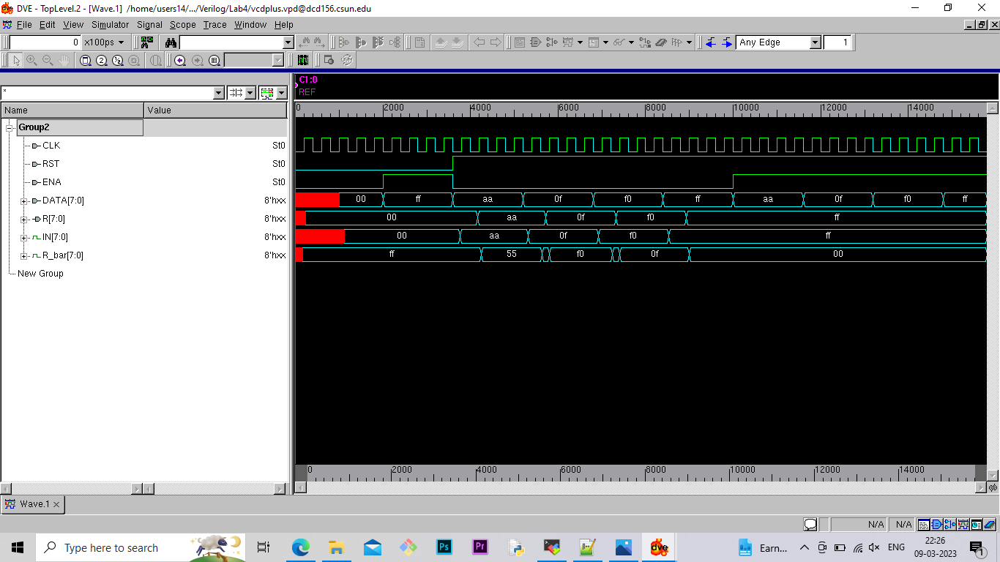 DVE - TopLevel.2 - [Wave.1]  /home/users14/.../Verilog/Lab4/vcdplus.vpd@dcd156.csun.edu
File Edit View Simulator Signal Scope Trace Window Help
0 x100ps Any Edge 1
C1:0
REF
*
Name Value
0 2000 4000 6000 8000 10000 12000 14000
Group2
CLK St0
RST St0
ENA St0
DATA[7:0] 8'hxx 00 ff aa 0f f0 ff aa 0f f0 ff
R[7:0] 8'hxx 00 aa 0f f0 ff
IN[7:0] 8'hxx 00 aa 0f f0 ff
R_bar[7:0] 8'hxx ff 55 f0 0f 00
New Group
0 2000 4000 6000 8000 10000 12000 14000
Wave.1
N/A N/A
Type here to search
Ps Pr dve
Earn... ENG 22:26
09-03-2023 1